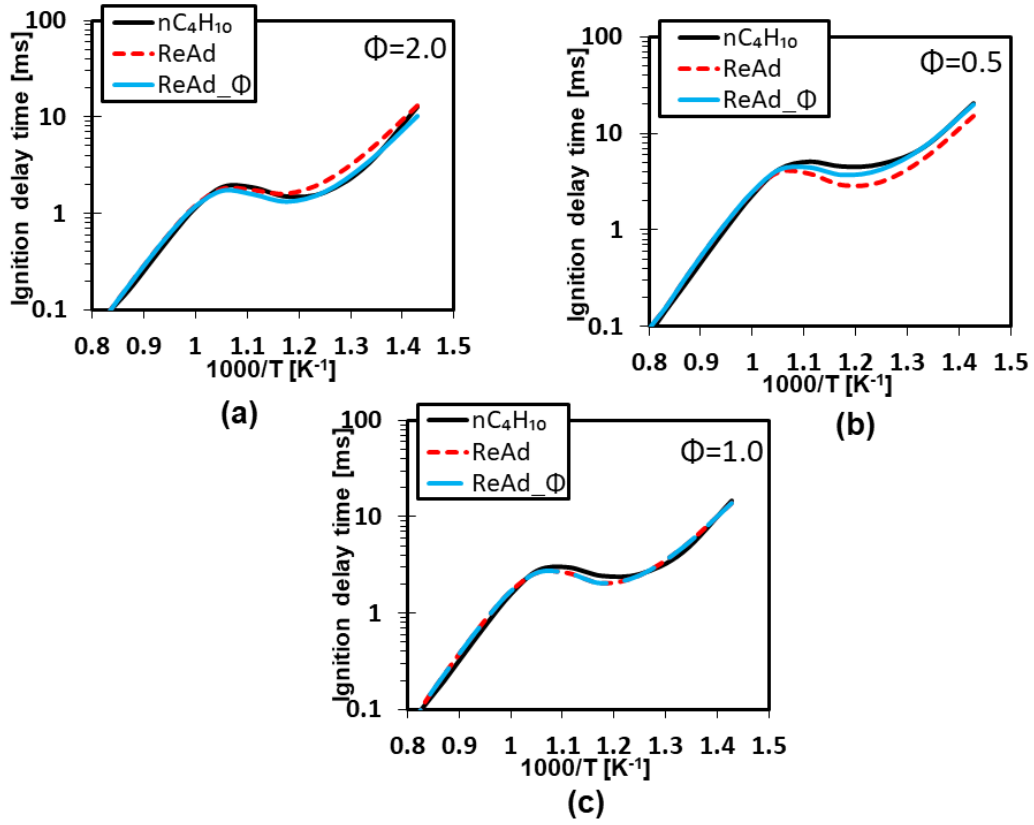 nC₄H₁₀
ReAd
ReAd_Φ
Φ=2.0
Ignition delay time [ms]
100
10
1
0.1
0.8 0.9 1 1.1 1.2 1.3 1.4 1.5
1000/T [K⁻¹]
(a)
nC₄H₁₀
ReAd
ReAd_Φ
Φ=0.5
Ignition delay time [ms]
100
10
1
0.1
0.8 0.9 1 1.1 1.2 1.3 1.4 1.5
1000/T [K⁻¹]
(b)
nC₄H₁₀
ReAd
ReAd_Φ
Φ=1.0
Ignition delay time [ms]
100
10
1
0.1
0.8 0.9 1 1.1 1.2 1.3 1.4 1.5
1000/T [K⁻¹]
(c)